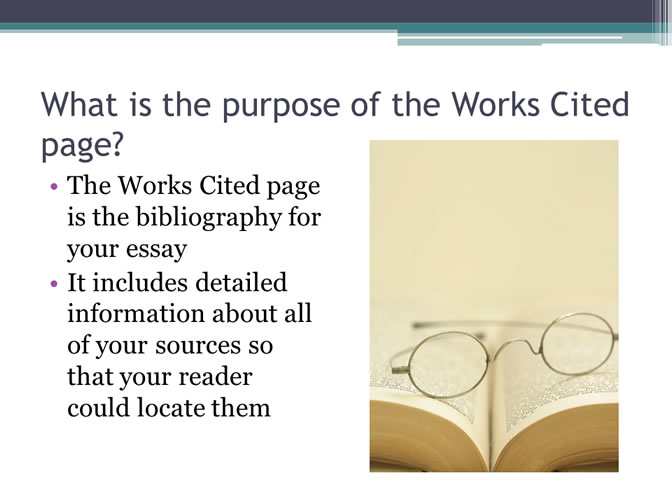 What is the purpose of the Works Cited
page?
• The Works Cited page
is the bibliography for
your essay
• It includes detailed
information about all
of your sources so
that your reader
could locate them